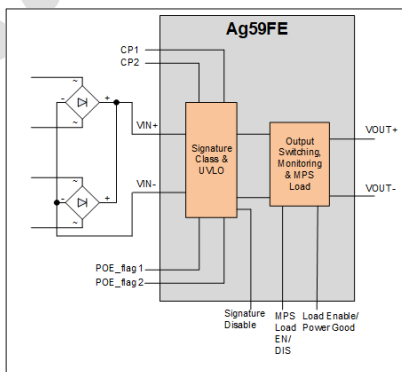 Ag59FE
CP1
CP2
~
-
+
~
VIN+
~
VIN-
-
+
~
Signature
Class &
UVLO
Output
Switching,
Monitoring
& MPS
Load
VOUT+
VOUT-
POE_flag 1
POE_flag 2
Signature
Disable
MPS
Load
EN/
DIS
Load Enable/
Power Good